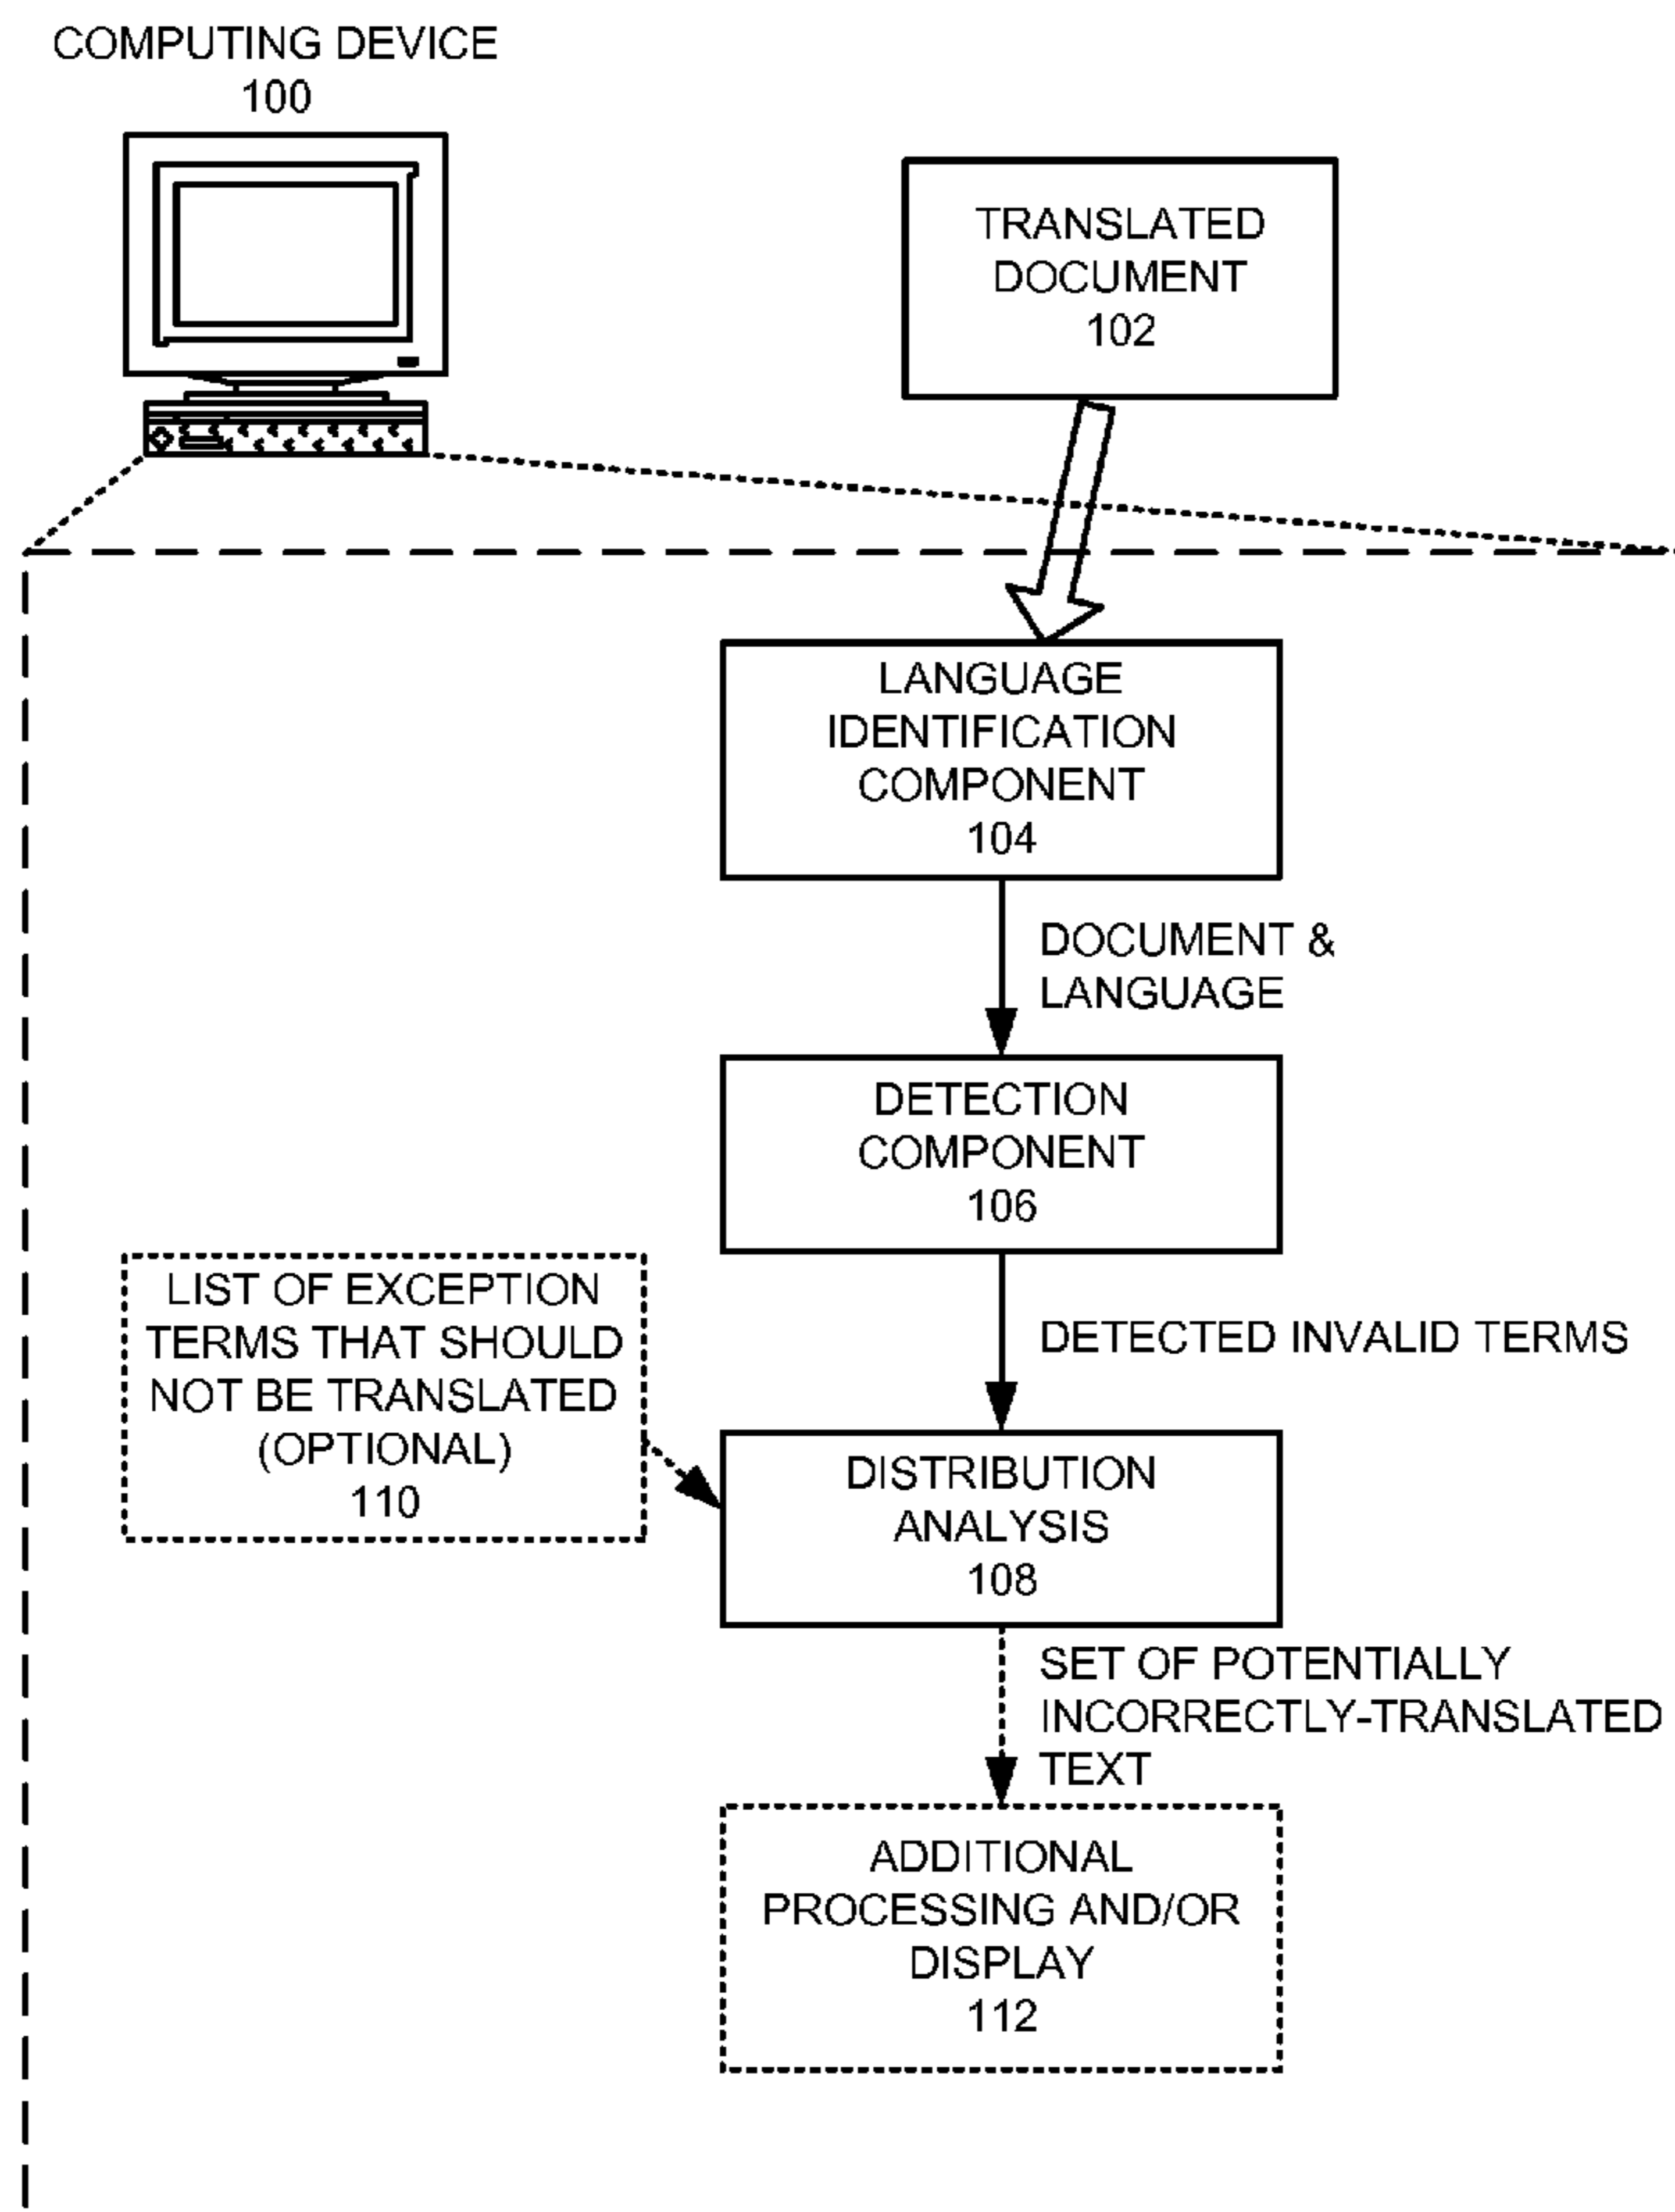 COMPUTING DEVICE
100
TRANSLATED
DOCUMENT
102
LANGUAGE
IDENTIFICATION
COMPONENT
104
DOCUMENT &
LANGUAGE
DETECTION
COMPONENT
106
DETECTED INVALID TERMS
LIST OF EXCEPTION
TERMS THAT SHOULD
NOT BE TRANSLATED
(OPTIONAL)
110
DISTRIBUTION
ANALYSIS
108
SET OF POTENTIALLY
INCORRECTLY-TRANSLATED
TEXT
ADDITIONAL
PROCESSING AND/OR
DISPLAY
112